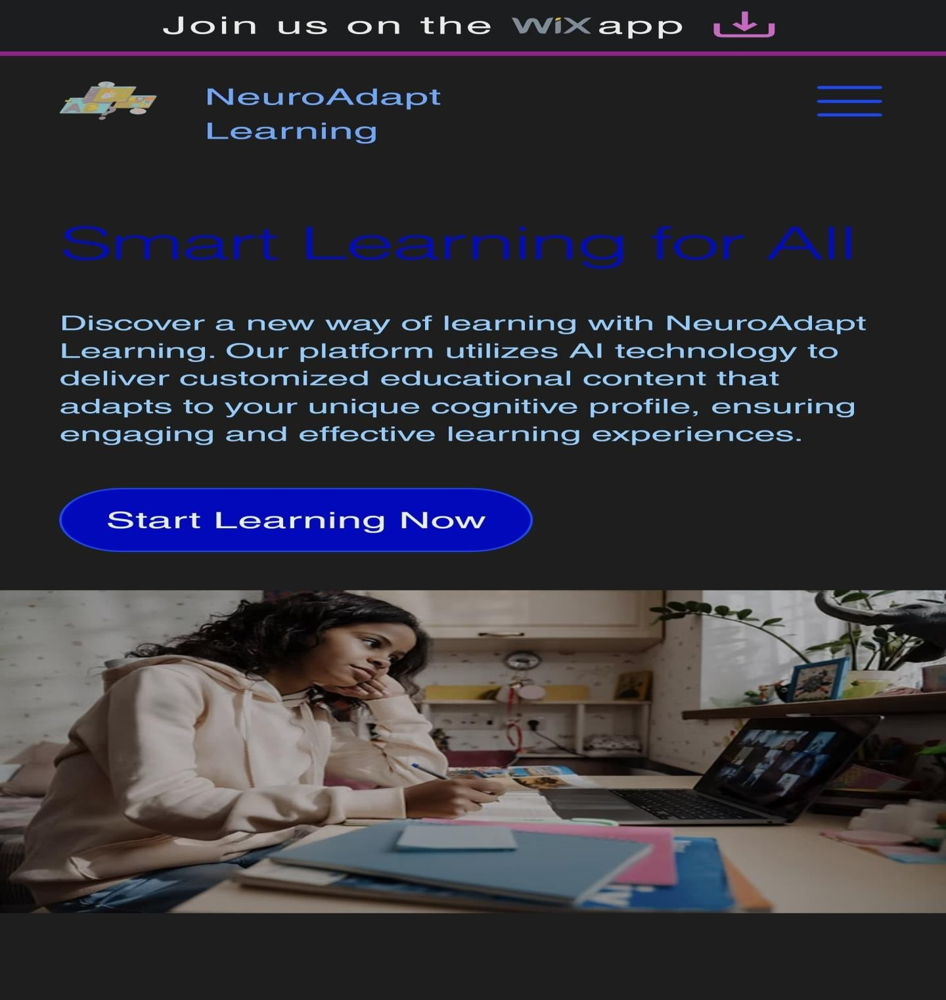 Join us on the WiX app
NeuroAdapt
Learning
Smart Learning for All
Discover a new way of learning with NeuroAdapt
Learning. Our platform utilizes AI technology to
deliver customized educational content that
adapts to your unique cognitive profile, ensuring
engaging and effective learning experiences.
Start Learning Now